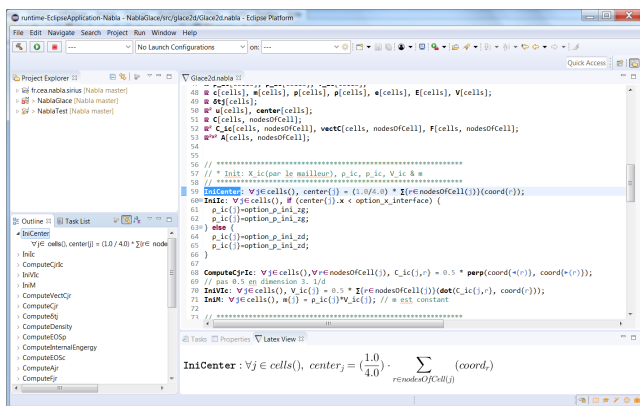 runtime-EclipseApplication-Nabla - NablaGlace/src/glace2d/Glace2d.nabla - Eclipse Platform
File Edit Navigate Search Project Run Window Help
---
No Launch Configurations
on:
---
Quick Access
Project Explorer
fr.cea.nabla.sirius [Nabla master]
> NablaGlace [Nabla master]
> NablaTest [Nabla master]
Outline
Task List
IniCenter
∀j∈ cells(), center{j} = (1.0 / 4.0) * ∑{r∈ node
IniIc
ComputeCjrIc
IniVIc
IniM
ComputeVectCjr
ComputeCjr
Computeδtj
ComputeDensity
ComputeEOSp
ComputeInternalEngergy
ComputeEOSc
ComputeAjr
ComputeFjr
Glace2d.nabla
49 ℝ c[cells], m[cells], p[cells], ρ[cells], e[cells], E[cells], V[cells];
50 ℝ δtj[cells];
50 ℝ² u[cells], center[cells];
51 ℝ C[cells, nodesOfCell];
52 ℝ² C_ic[cells, nodesOfCell], vectC[cells, nodesOfCell], F[cells, nodesOfCell];
53 ℝ²ˣ² A[cells, nodesOfCell];
54
55
56 // **************************************************************
57 // * Init: X_ic(par le mailleur), ρ_ic, p_ic, V_ic & m
58 // **************************************************************
59 IniCenter: ∀j∈cells(), center{j} = (1.0/4.0) * ∑{r∈nodesOfCell(j)}(coord{r});
60 IniIc: ∀j∈cells(), if (center{j}.x < option_x_interface) {
61 ρ_ic{j}=option_ρ_ini_zg;
62 p_ic{j}=option_p_ini_zg;
63 } else {
64 ρ_ic{j}=option_ρ_ini_zd;
65 p_ic{j}=option_p_ini_zd;
66 }
67
68 ComputeCjrIc: ∀j∈cells(),∀r∈nodesOfCell(j), C_ic{j,r} = 0.5 * perp(coord{◄(r)}, coord{►(r)});
69 // pas 0.5 en dimension 3. 1/d
70 IniVIc: ∀j∈cells(), V_ic{j} = 0.5 * ∑{r∈nodesOfCell(j)}(dot(C_ic{j,r}, coord{r}));
71 IniM: ∀j∈cells(), m{j} = ρ_ic{j}*V_ic{j}; // m est constant
72
73 // **************************************************************
Tasks
Properties
Latex View
IniCenter : ∀j ∈ cells(), center_j = (1.0/4.0) · ∑_{r∈nodesOfCell(j)} (coord_r)